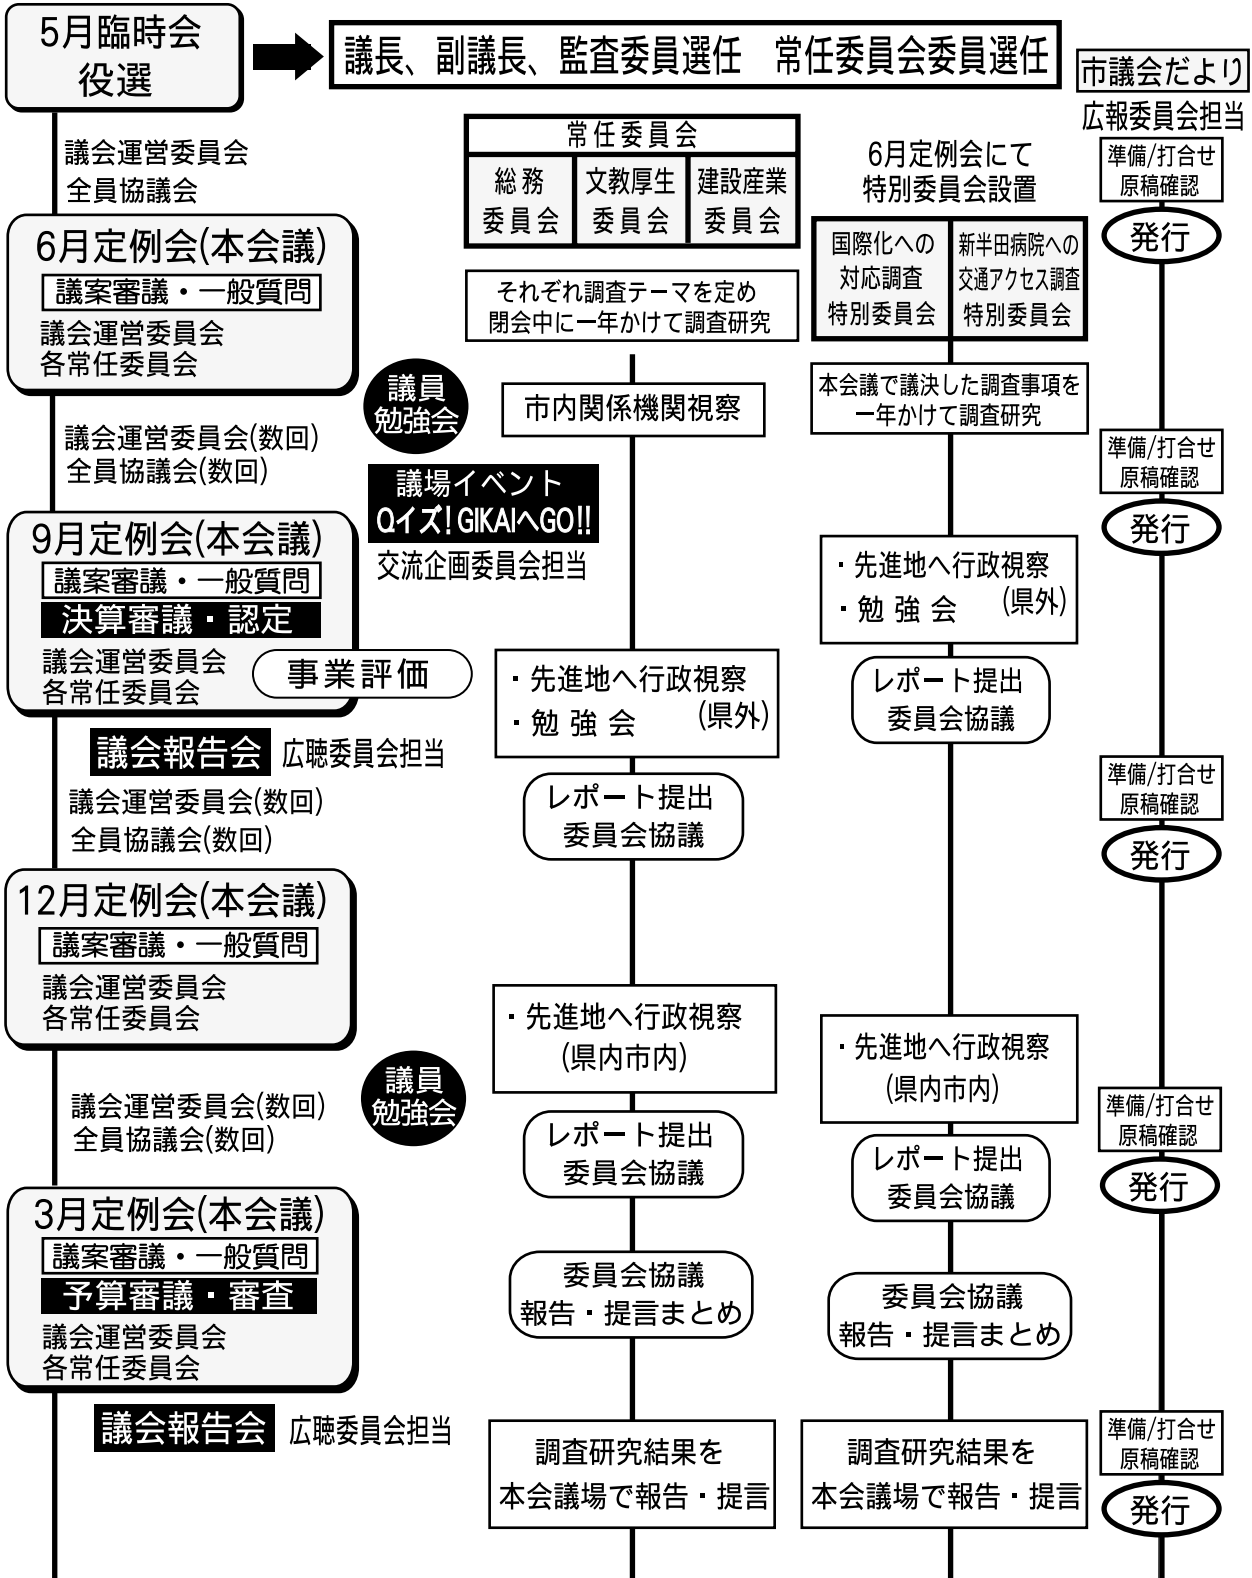 5月臨時会
役選
議長、副議長、監査委員選任　常任委員会委員選任
議会運営委員会
全員協議会
6月定例会(本会議)
議案審議・一般質問
議会運営委員会
各常任委員会
議会運営委員会(数回)
全員協議会(数回)
9月定例会(本会議)
議案審議・一般質問
決算審議・認定
議会運営委員会
各常任委員会
事業評価
議会報告会
広聴委員会担当
議会運営委員会(数回)
全員協議会(数回)
12月定例会(本会議)
議案審議・一般質問
議会運営委員会
各常任委員会
議会運営委員会(数回)
全員協議会(数回)
3月定例会(本会議)
議案審議・一般質問
予算審議・審査
議会運営委員会
各常任委員会
議会報告会
広聴委員会担当
議員
勉強会
議場イベント
Qイズ!GIKAIへGO!!
交流企画委員会担当
議員
勉強会
常任委員会
総務
委員会
文教厚生
委員会
建設産業
委員会
それぞれ調査テーマを定め
閉会中に一年かけて調査研究
市内関係機関視察
・先進地へ行政視察
(県外)
・勉強会
レポート提出
委員会協議
・先進地へ行政視察
(県内市内)
レポート提出
委員会協議
委員会協議
報告・提言まとめ
調査研究結果を
本会議場で報告・提言
6月定例会にて
特別委員会設置
国際化への
対応調査
特別委員会
新半田病院への
交通アクセス調査
特別委員会
本会議で議決した調査事項を
一年かけて調査研究
・先進地へ行政視察
(県外)
・勉強会
レポート提出
委員会協議
・先進地へ行政視察
(県内市内)
レポート提出
委員会協議
委員会協議
報告・提言まとめ
調査研究結果を
本会議場で報告・提言
市議会だより
広報委員会担当
準備/打合せ
原稿確認
発行
準備/打合せ
原稿確認
発行
準備/打合せ
原稿確認
発行
準備/打合せ
原稿確認
発行
準備/打合せ
原稿確認
発行